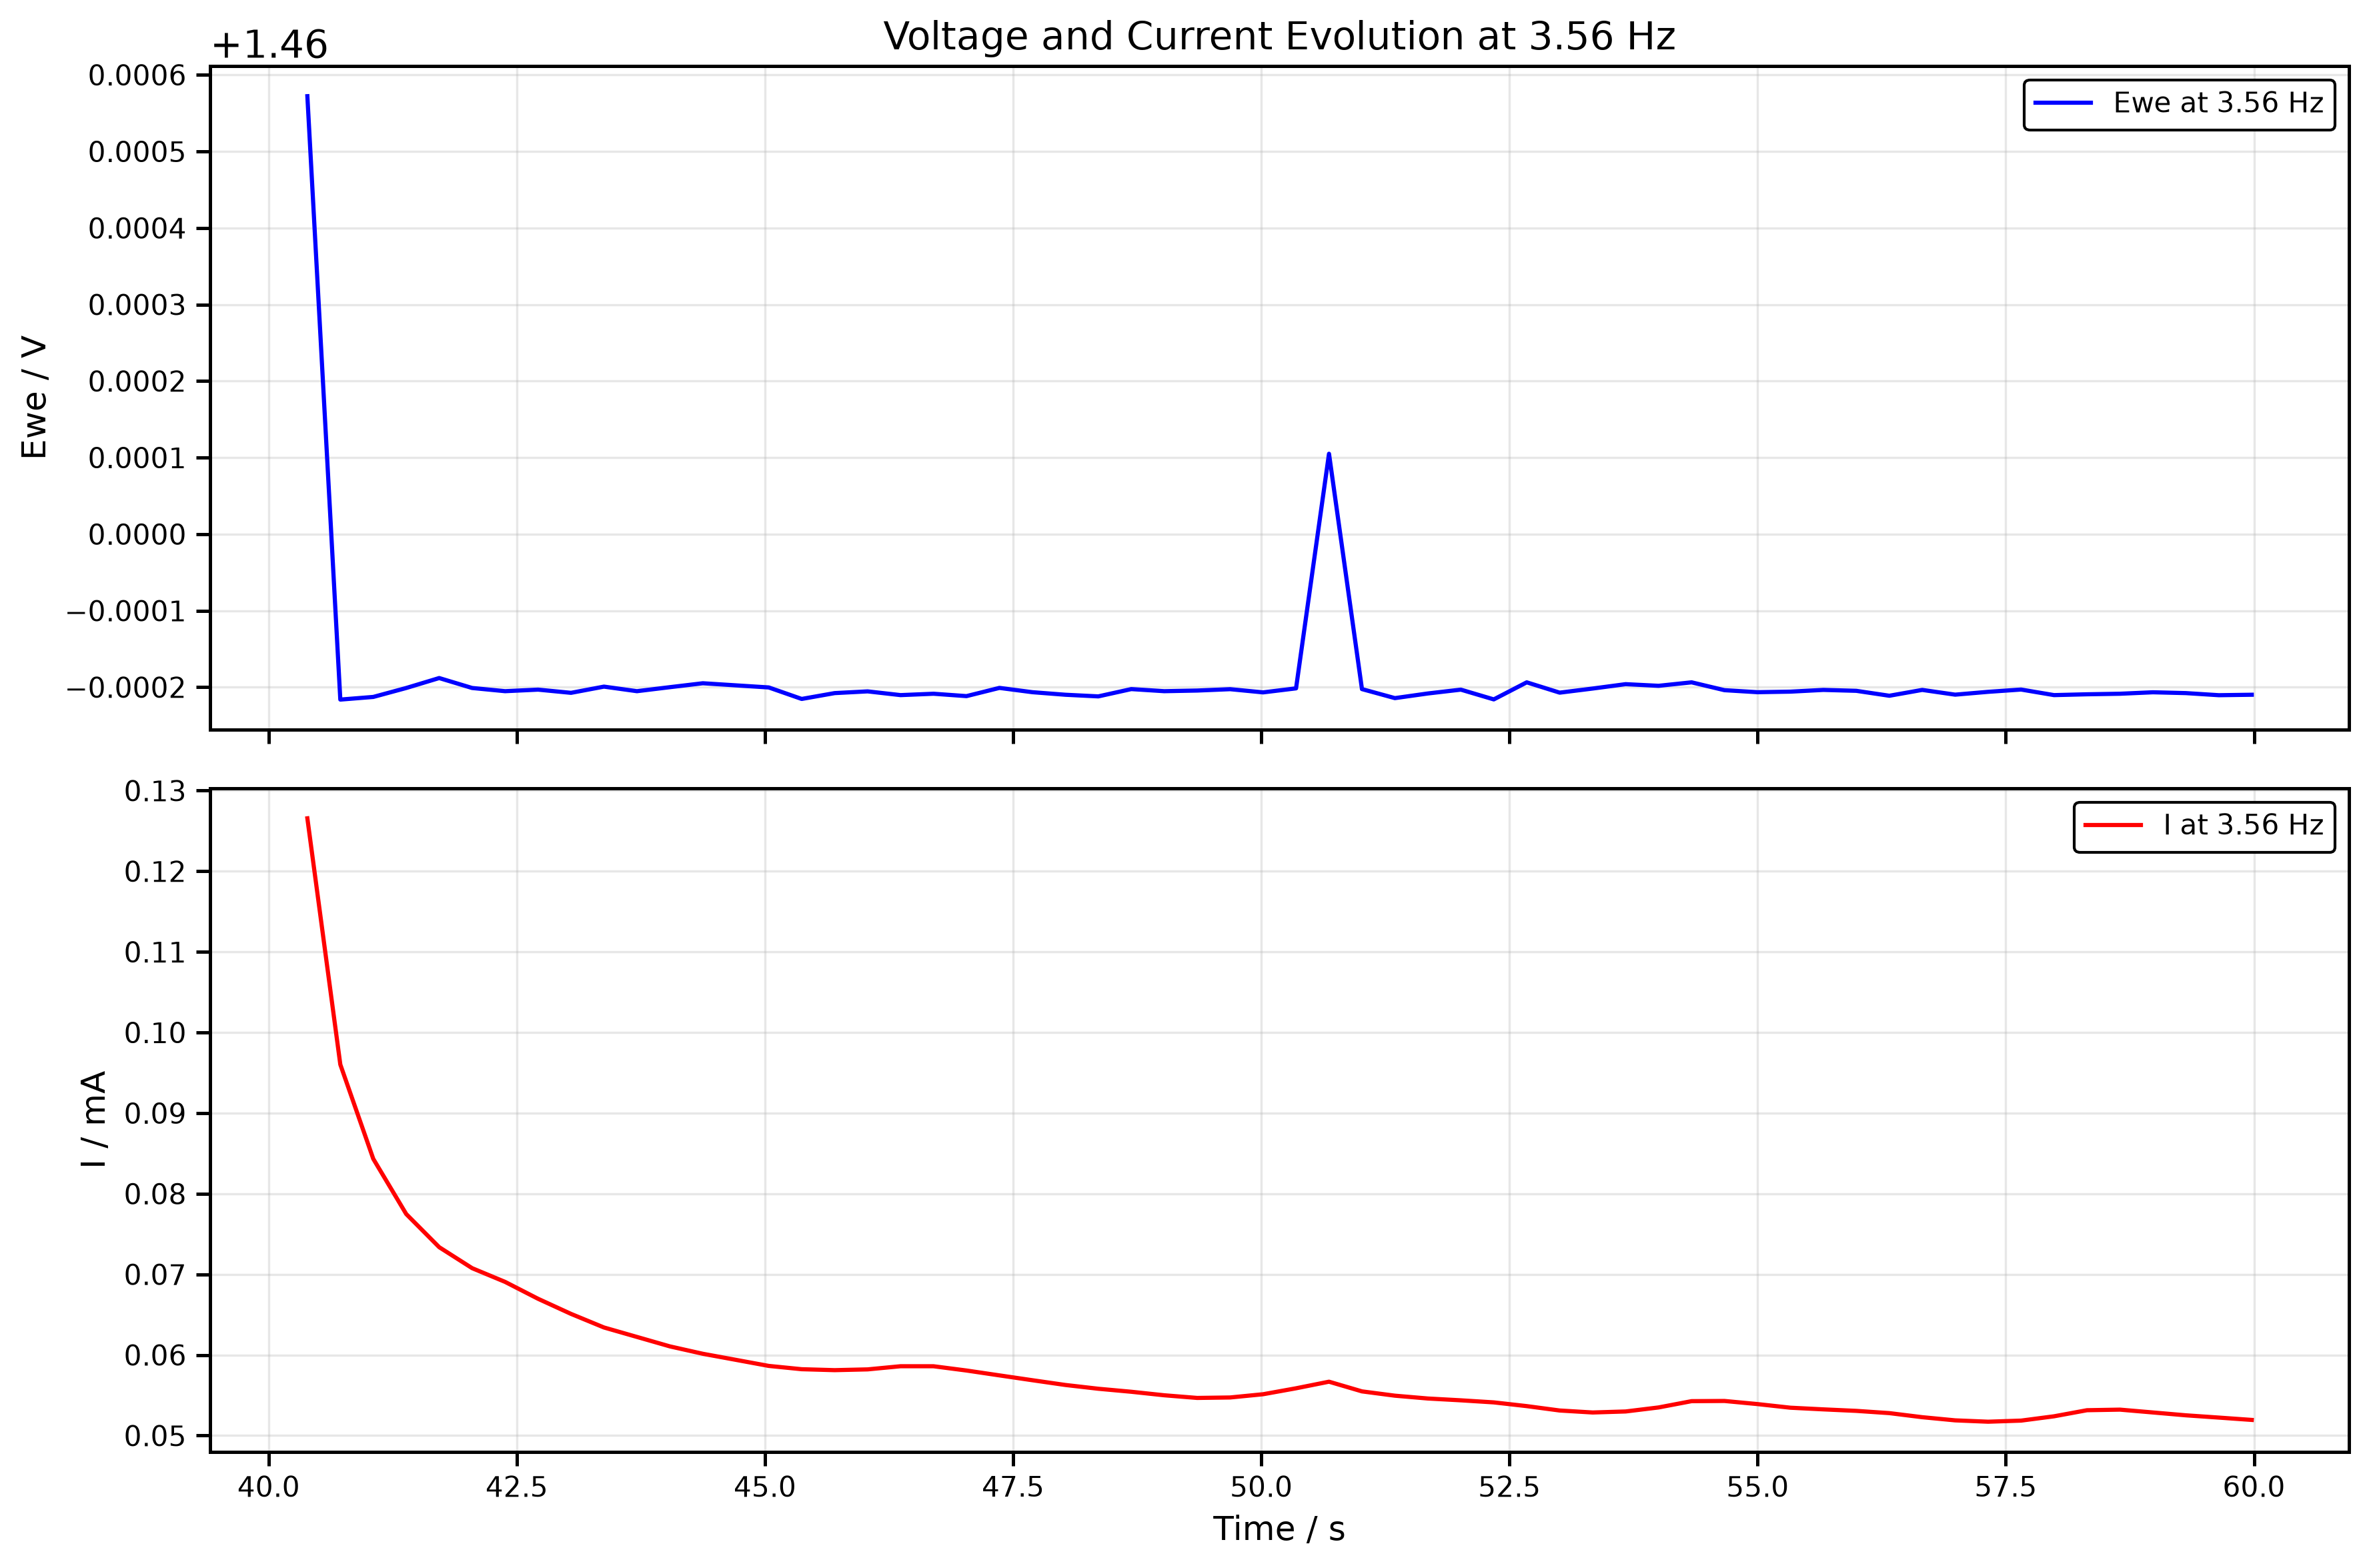 Voltage and Current Evolution at 3.56 Hz
+1.46
0.0006
0.0005
0.0004
0.0003
0.0002
0.0001
0.0000
−0.0001
−0.0002
Ewe / V
Ewe at 3.56 Hz
0.13
0.12
0.11
0.10
0.09
0.08
0.07
0.06
0.05
I / mA
I at 3.56 Hz
40.0 42.5 45.0 47.5 50.0 52.5 55.0 57.5 60.0
Time / s